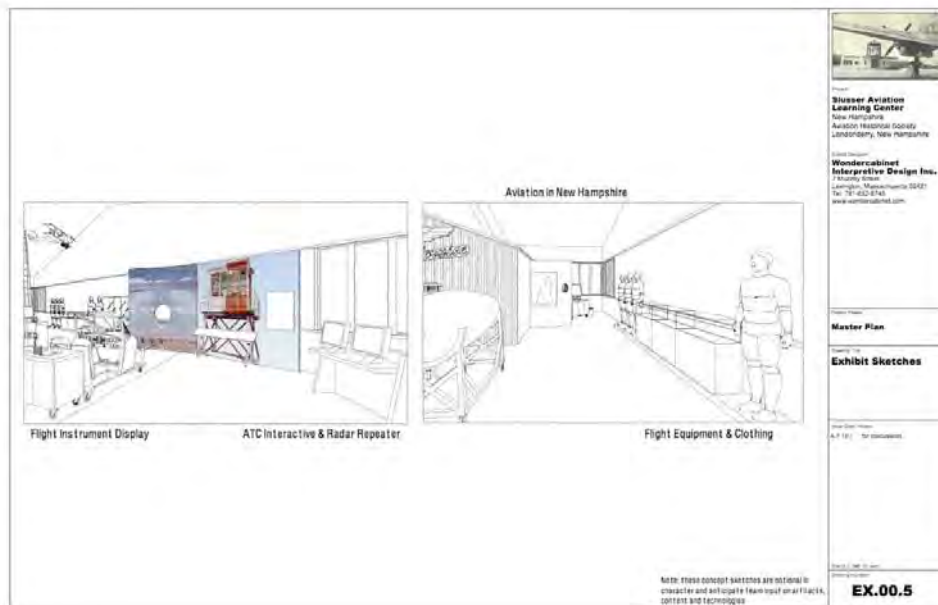 Aviation in New Hampshire
Flight Instrument Display
ATC Interactive & Radar Repeater
Flight Equipment & Clothing
Note: these concept sketches are notional in
character and anticipate team input on artifacts,
content and technologies
Slusser Aviation
Learning Center
New Hampshire
Aviation Historical Society
Londonderry, New Hampshire
Wondercabinet
Interpretive Design Inc.
Lexington, Massachusetts
www.wondercabinet.com
Master Plan
Exhibit Sketches
for discussion
EX.00.5